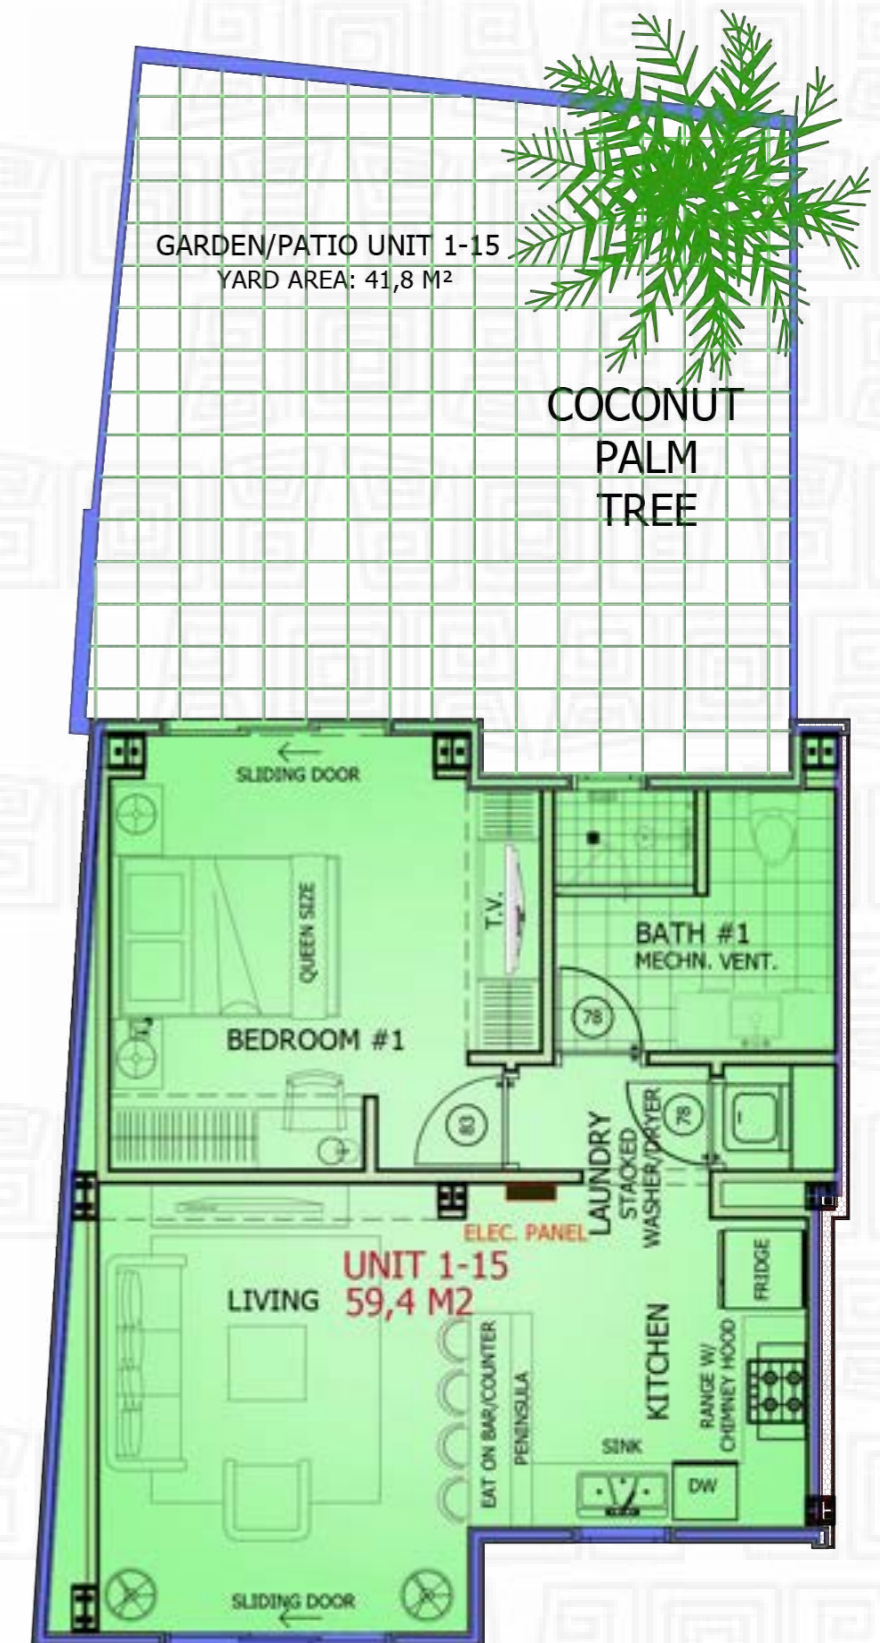 GARDEN/PATIO UNIT 1-15
YARD AREA: 41,8 M²
COCONUT
PALM
TREE
SLIDING DOOR
QUEEN SIZE
T.V.
BEDROOM #1
BATH #1
MECHN. VENT.
78
83
78
LAUNDRY
STACKED
WASHER/DRYER
ELEC. PANEL
UNIT 1-15
59,4 M2
LIVING
KITCHEN
FRIDGE
RANGE W/
CHIMNEY HOOD
EAT ON BAR/COUNTER
PENINSULA
SINK
DW
SLIDING DOOR